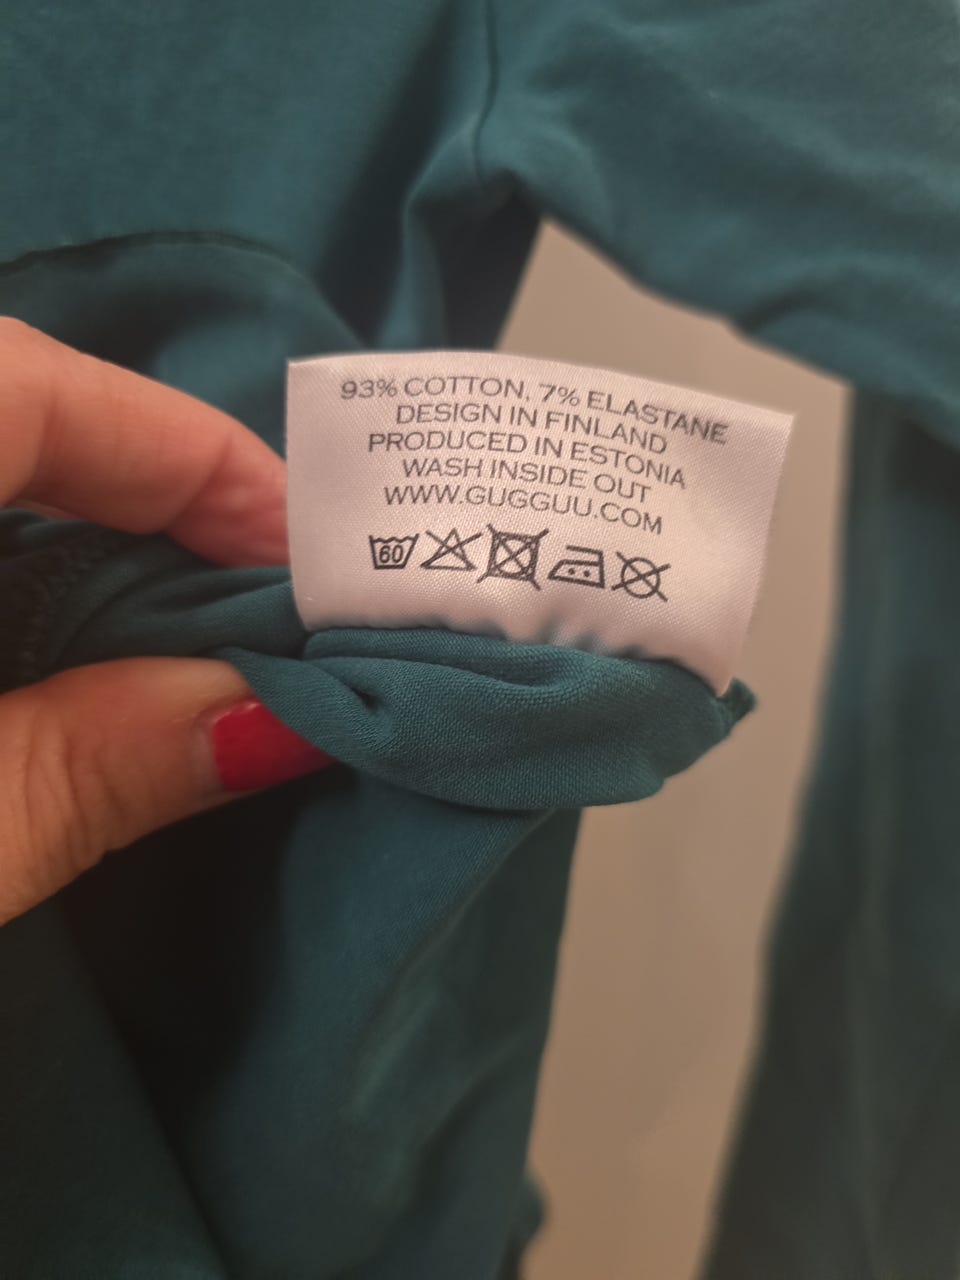 93% COTTON, 7% ELASTANE
DESIGN IN FINLAND
PRODUCED IN ESTONIA
WASH INSIDE OUT
WWW.GUGGUU.COM
60